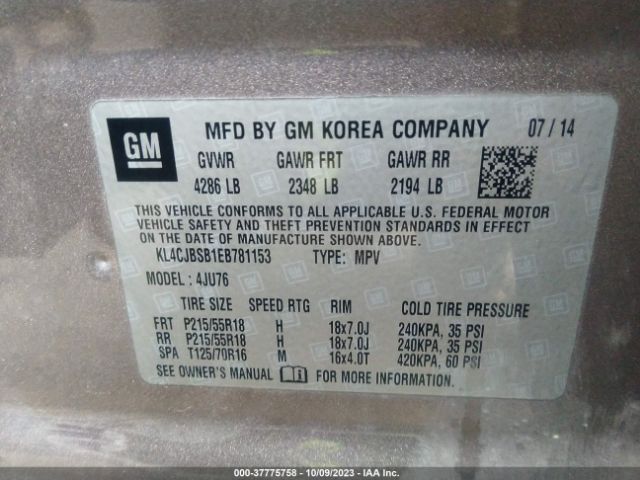 GM MFD BY GM KOREA COMPANY 07 / 14
GVWR GAWR FRT GAWR RR
4286 LB 2348 LB 2194 LB
THIS VEHICLE CONFORMS TO ALL APPLICABLE U.S. FEDERAL MOTOR
VEHICLE SAFETY AND THEFT PREVENTION STANDARDS IN EFFECT
ON THE DATE OF MANUFACTURE SHOWN ABOVE.
KL4CJBSB1EB781153 TYPE: MPV
MODEL: 4JU76
TIRE SIZE SPEED RTG RIM COLD TIRE PRESSURE
FRT P215/55R18 H 18x7.0J 240KPA, 35 PSI
RR P215/55R18 H 18x7.0J 240KPA, 35 PSI
SPA T125/70R16 M 16x4.0T 420KPA, 60 PSI
SEE OWNER'S MANUAL FOR MORE INFORMATION.
000-37775758 - 10/09/2023 - IAA Inc.